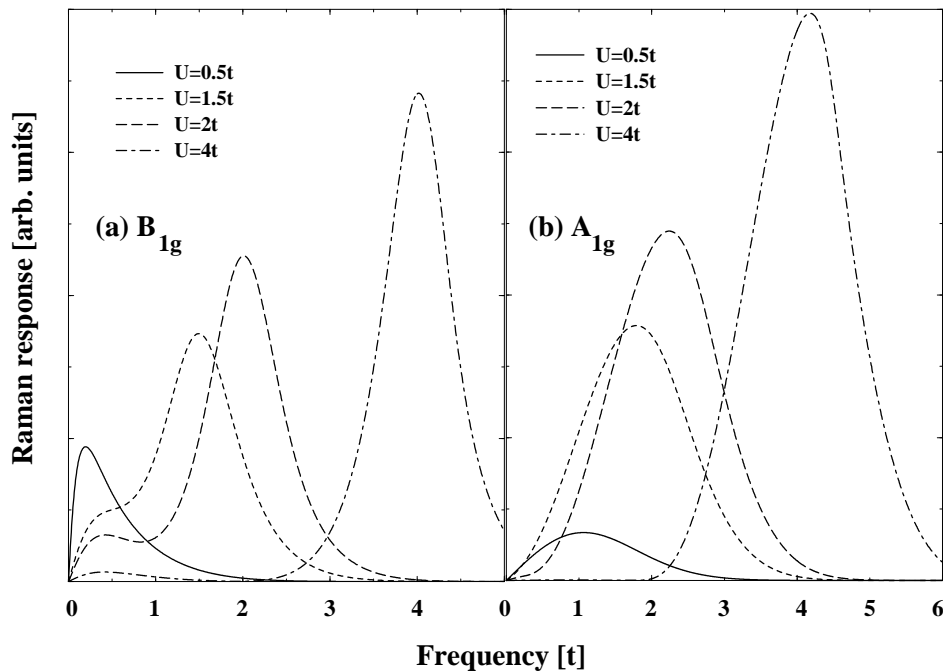 U=0.5t
U=1.5t
U=2t
U=4t
(a) B1g
U=0.5t
U=1.5t
U=2t
U=4t
(b) A1g
Raman response [arb. units]
0 1 2 3 4
0 1 2 3 4 5 6
Frequency [t]